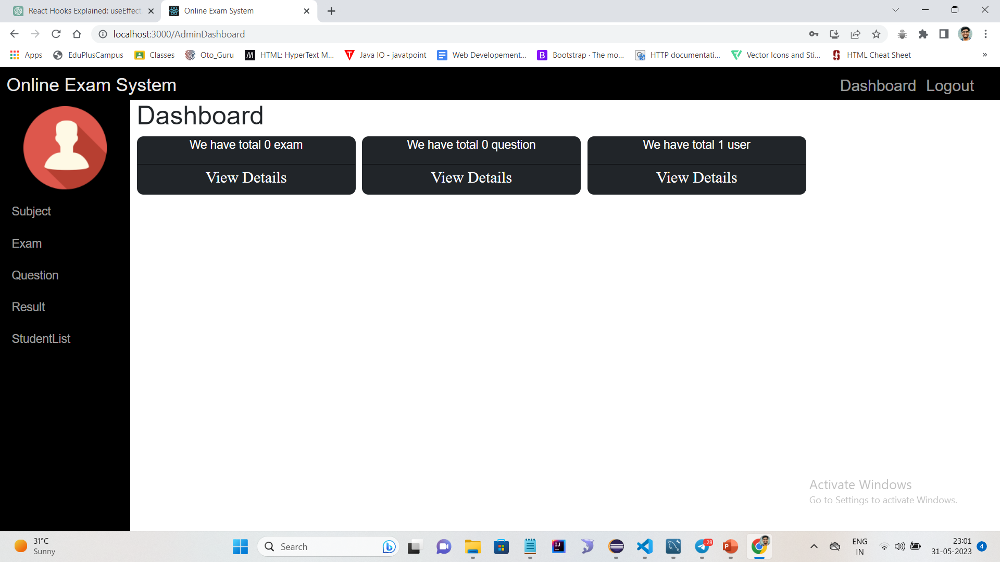 React Hooks Explained: useEffect
Online Exam System
localhost:3000/AdminDashboard
Apps
EduPlusCampus
Classes
Oto_Guru
M
HTML: HyperText M...
Java IO - javatpoint
Web Developement...
B
Bootstrap · The mo...
HTTP documentati...
Vector Icons and Sti...
HTML Cheat Sheet
»
Online Exam System
Dashboard Logout
Dashboard
We have total 0 exam
View Details
We have total 0 question
View Details
We have total 1 user
View Details
Subject
Exam
Question
Result
StudentList
Activate Windows
Go to Settings to activate Windows.
31°C
Sunny
Search
IJ
28
P
ENG
IN
23:01
31-05-2023
4